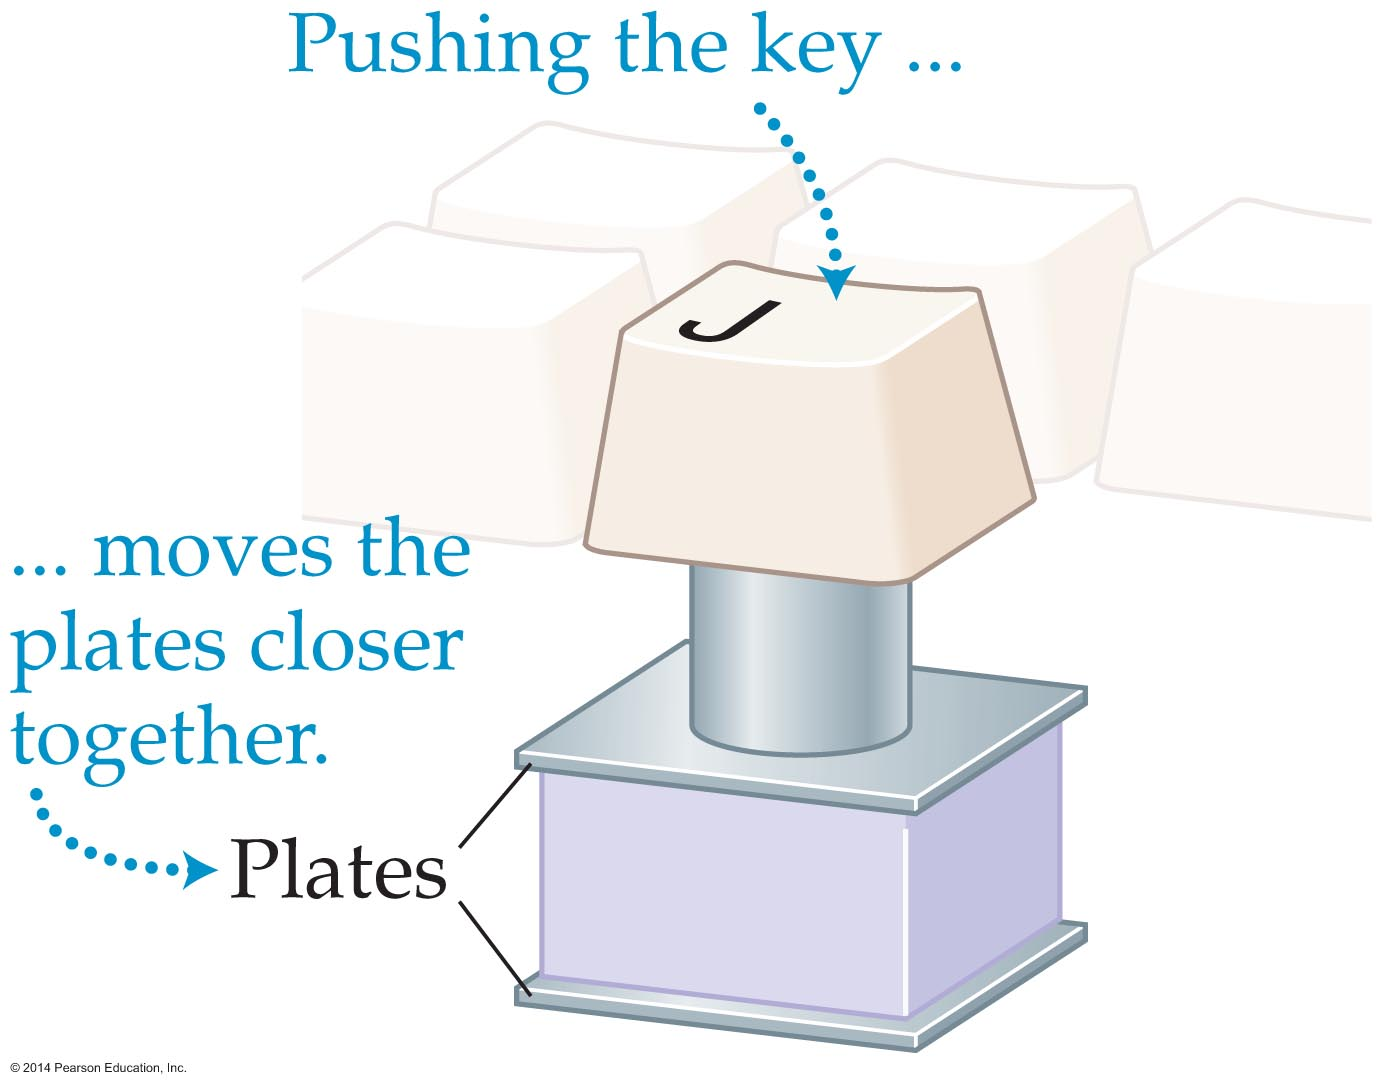 Pushing the key ...
J
... moves the
plates closer
together.
Plates
© 2014 Pearson Education, Inc.